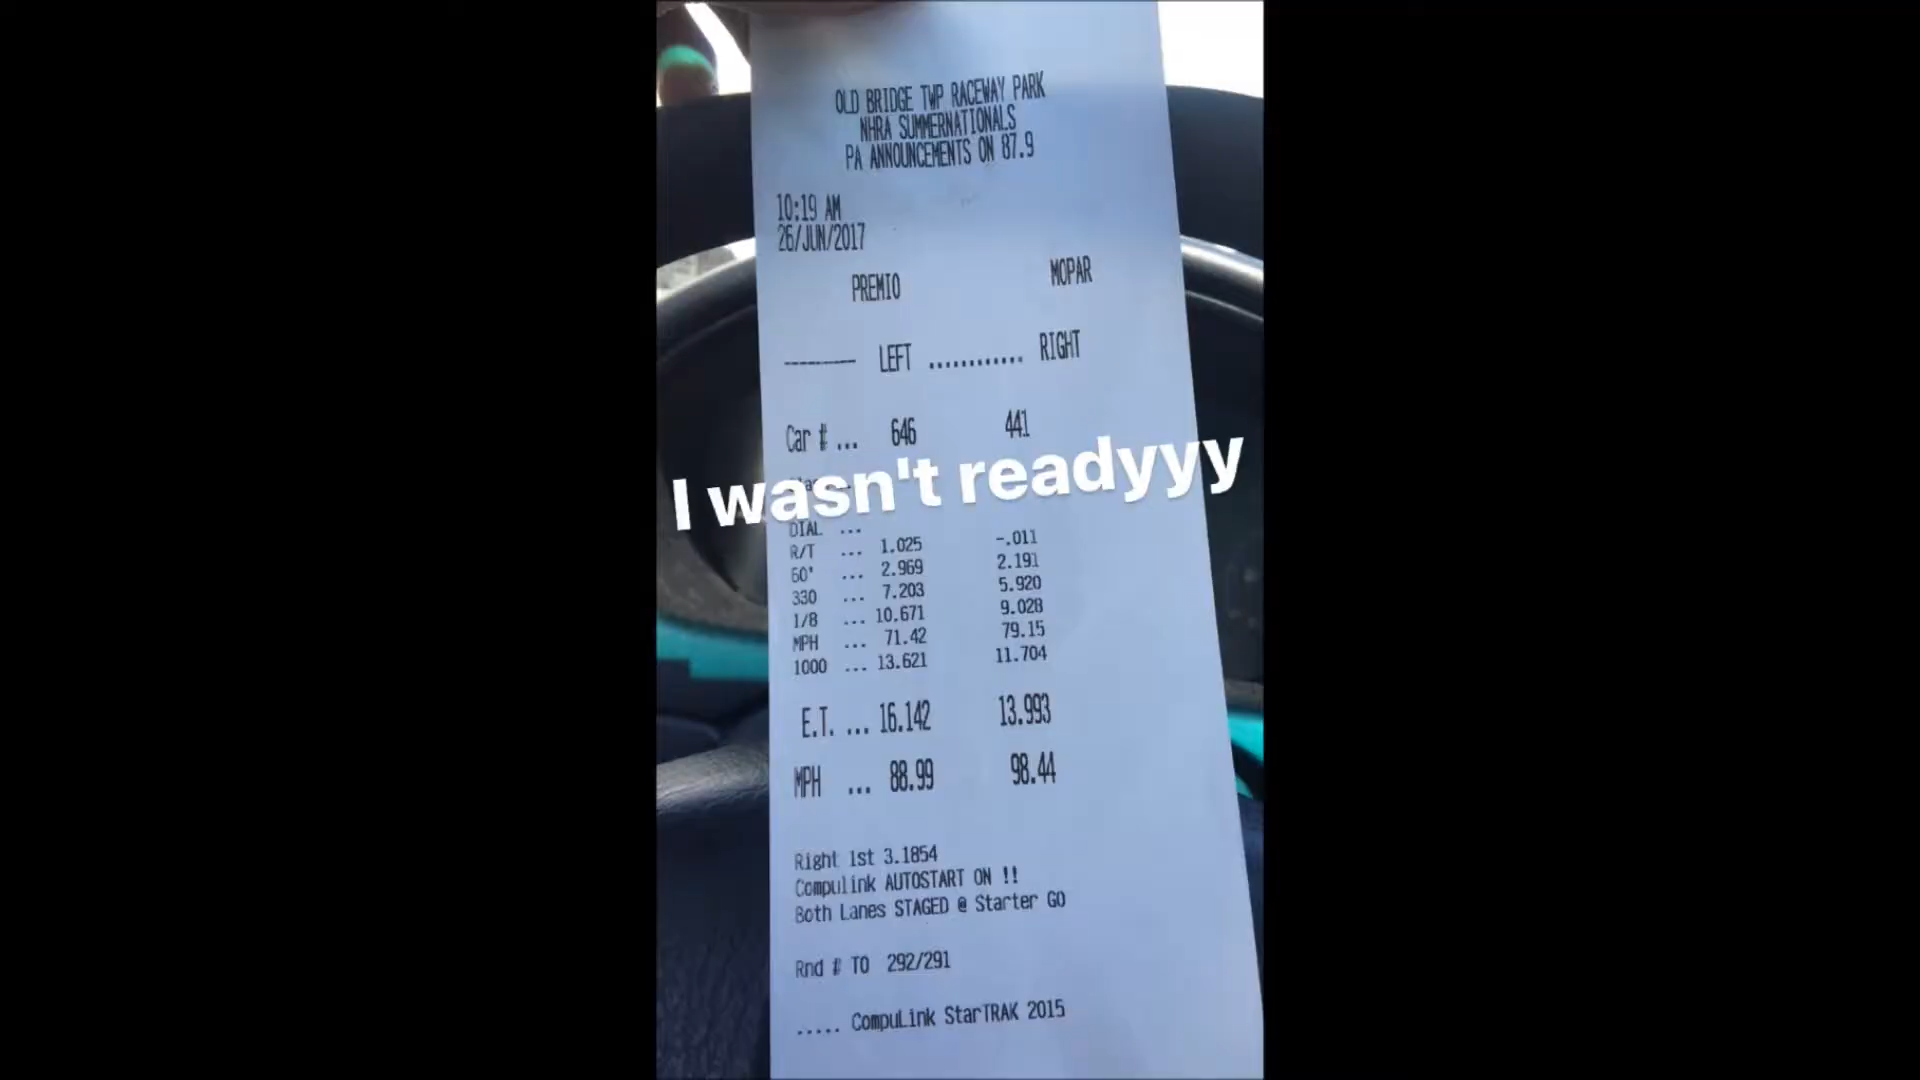 OLD BRIDGE TWP RACEWAY PARK
NHRA SUMMERNATIONALS
PA ANNOUNCEMENTS ON 87.9
10:19 AM
26/JUN/2017
PREMIO MOPAR
-------- LEFT ............ RIGHT
Car # ... 646 441
I wasn't readyyy
DIAL ...
R/T ... 1.025 -.011
60' ... 2.969 2.191
330 ... 7.203 5.920
1/8 ... 10.671 9.028
MPH ... 71.42 79.15
1000 ... 13.621 11.704
E.T. ... 16.142 13.993
MPH ... 88.99 98.44
Right 1st 3.1854
Compulink AUTOSTART ON !!
Both Lanes STAGED @ Starter GO
Rnd # TO 292/291
..... CompuLink StarTRAK 2015